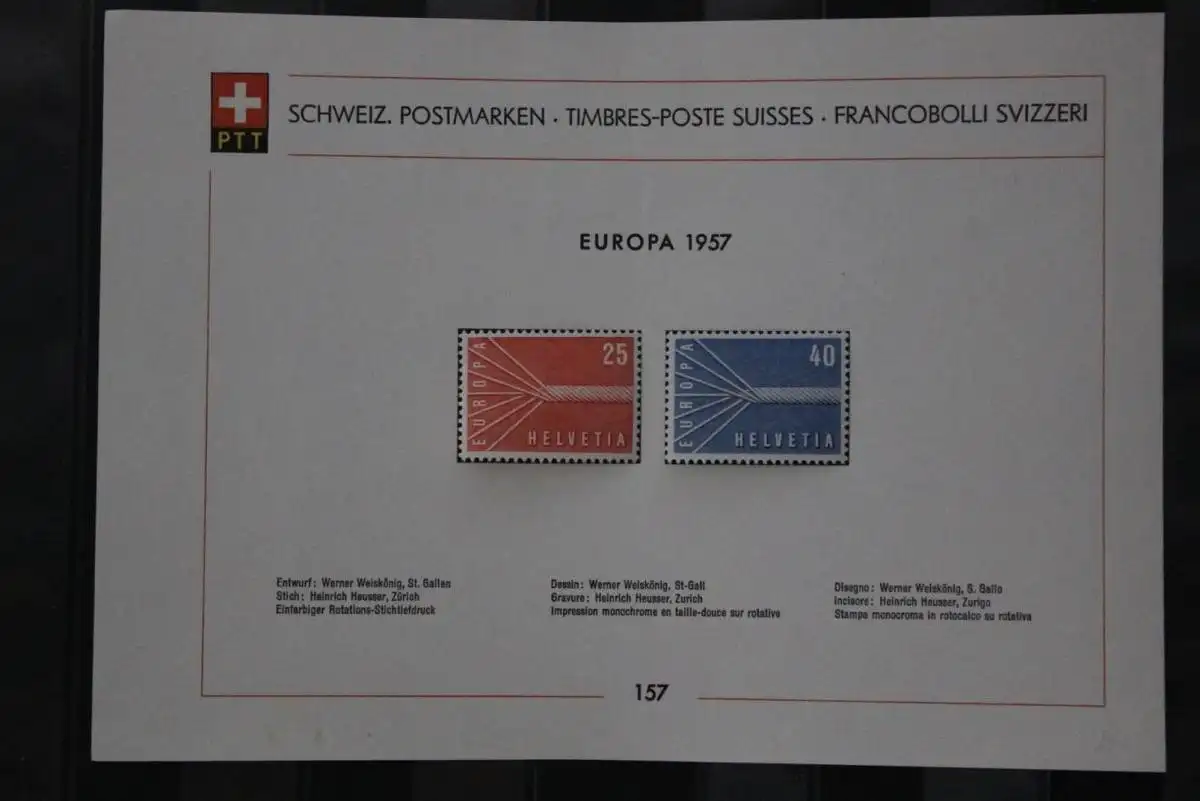 PTT
SCHWEIZ. POSTMARKEN · TIMBRES-POSTE SUISSES · FRANCOBOLLI SVIZZERI
EUROPA 1957
EUROPA
25
HELVETIA
EUROPA
40
HELVETIA
Entwurf: Werner Weiskönig, St. Gallen
Stich: Heinrich Heusser, Zürich
Einfarbiger Rotations-Stichtiefdruck
Dessin: Werner Weiskönig, St-Gall
Gravure: Heinrich Heusser, Zurich
Impression monochrome en taille-douce sur rotative
Disegno: Werner Weiskönig, S. Gallo
Incisore: Heinrich Heusser, Zurigo
Stampa monocroma in rotocalco su rotativa
157